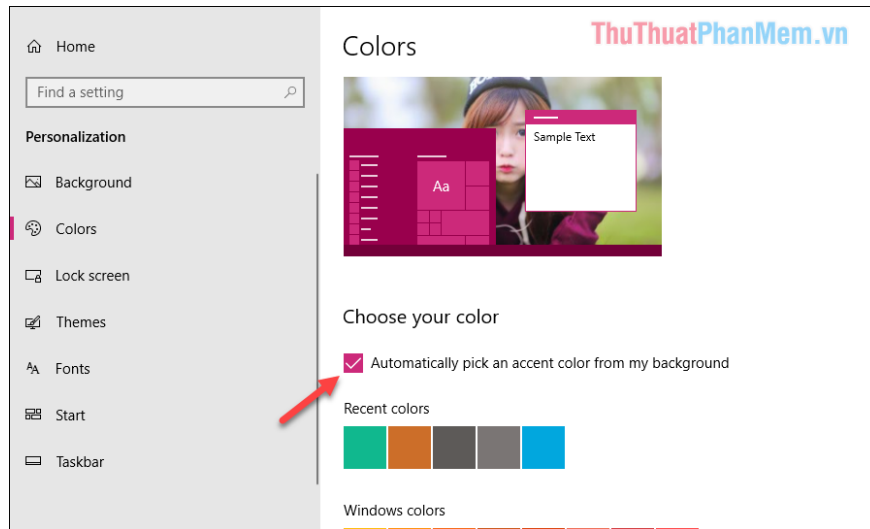 Home
Find a setting
Personalization
Background
Colors
Lock screen
Themes
Fonts
Start
Taskbar
ThuThuatPhanMem.vn
Colors
Sample Text
Aa
Choose your color
Automatically pick an accent color from my background
Recent colors
Windows colors